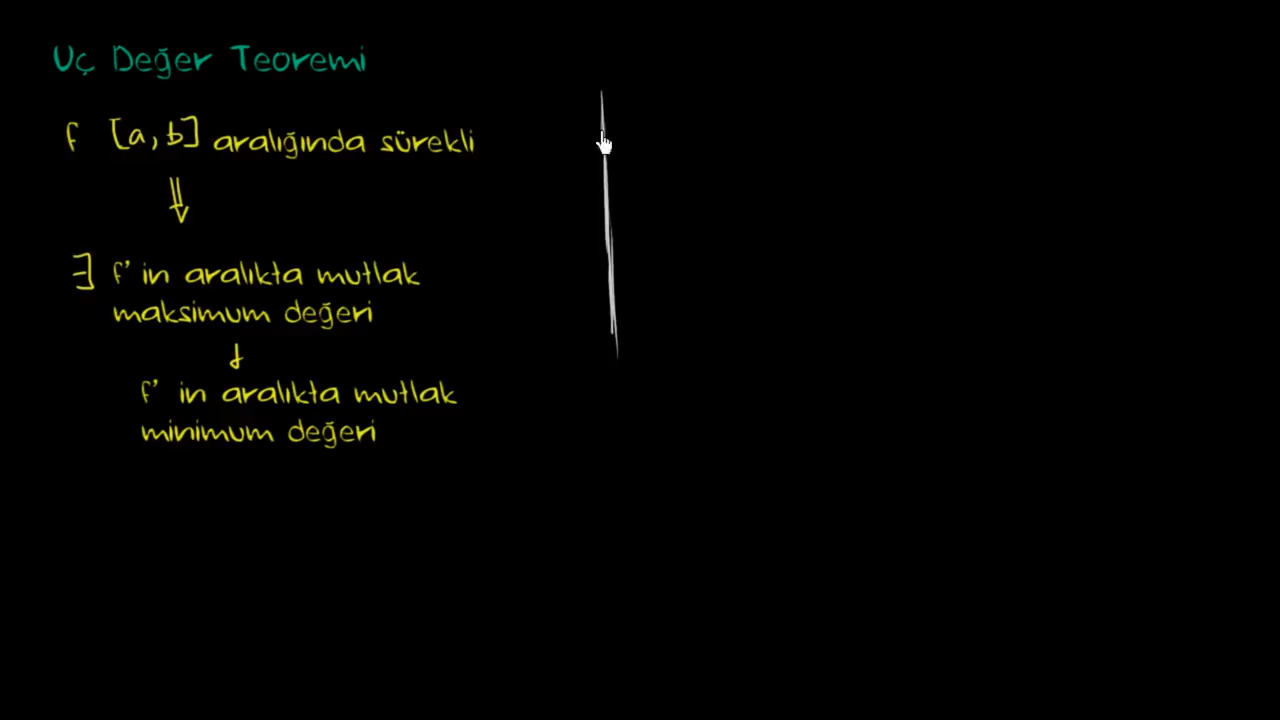 Uç Değer Teoremi
f [a, b] aralığında sürekli
⇓
∃ f' in aralıkta mutlak
maksimum değeri
+
f' in aralıkta mutlak
minimum değeri